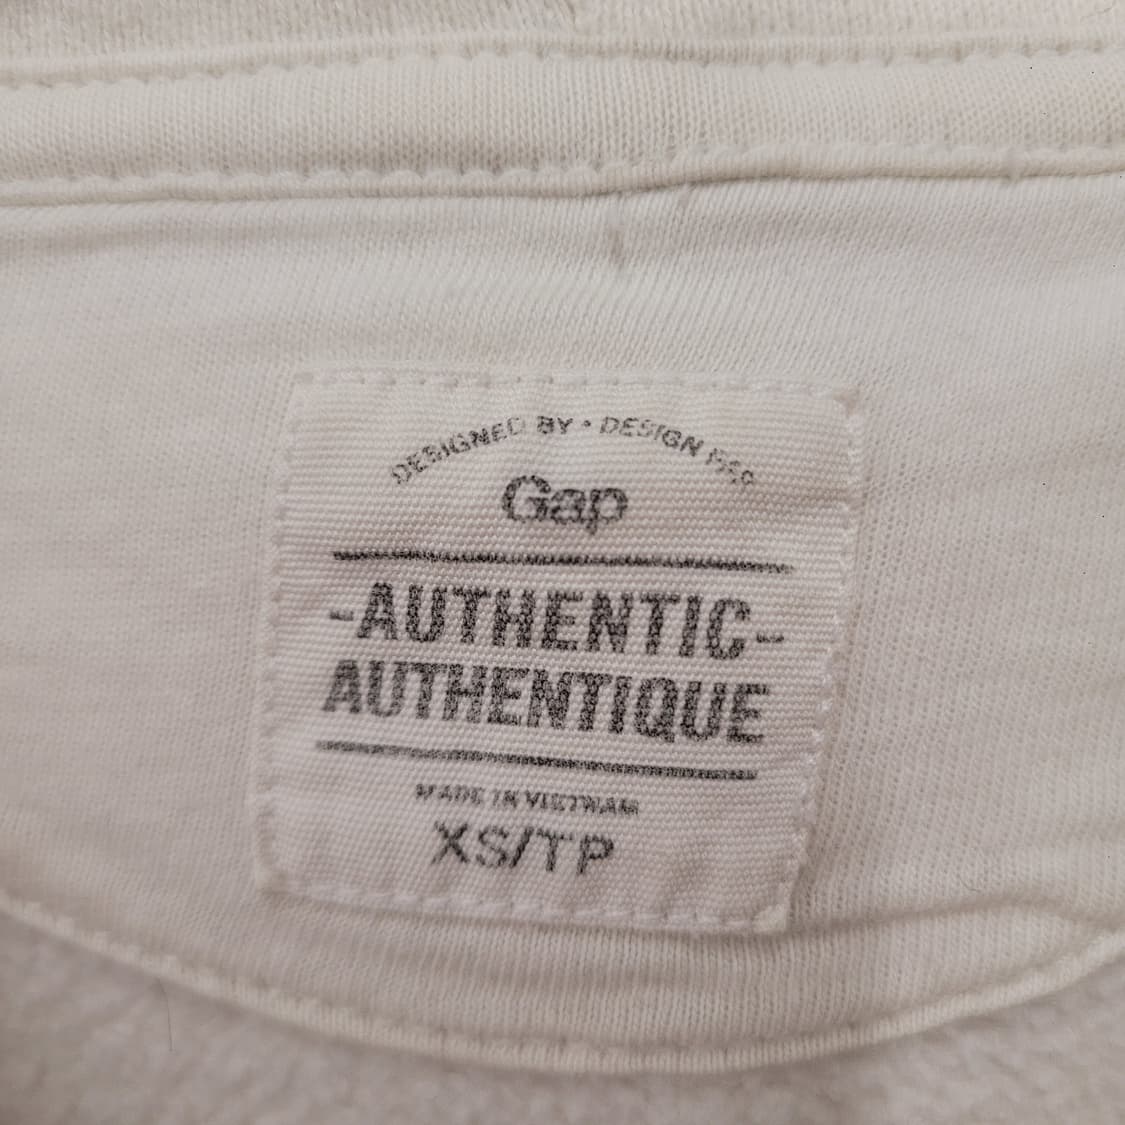 DESIGNED BY • DESIGN PAR
Gap
-AUTHENTIC-
AUTHENTIQUE
MADE IN VIETNAM
XS/TP